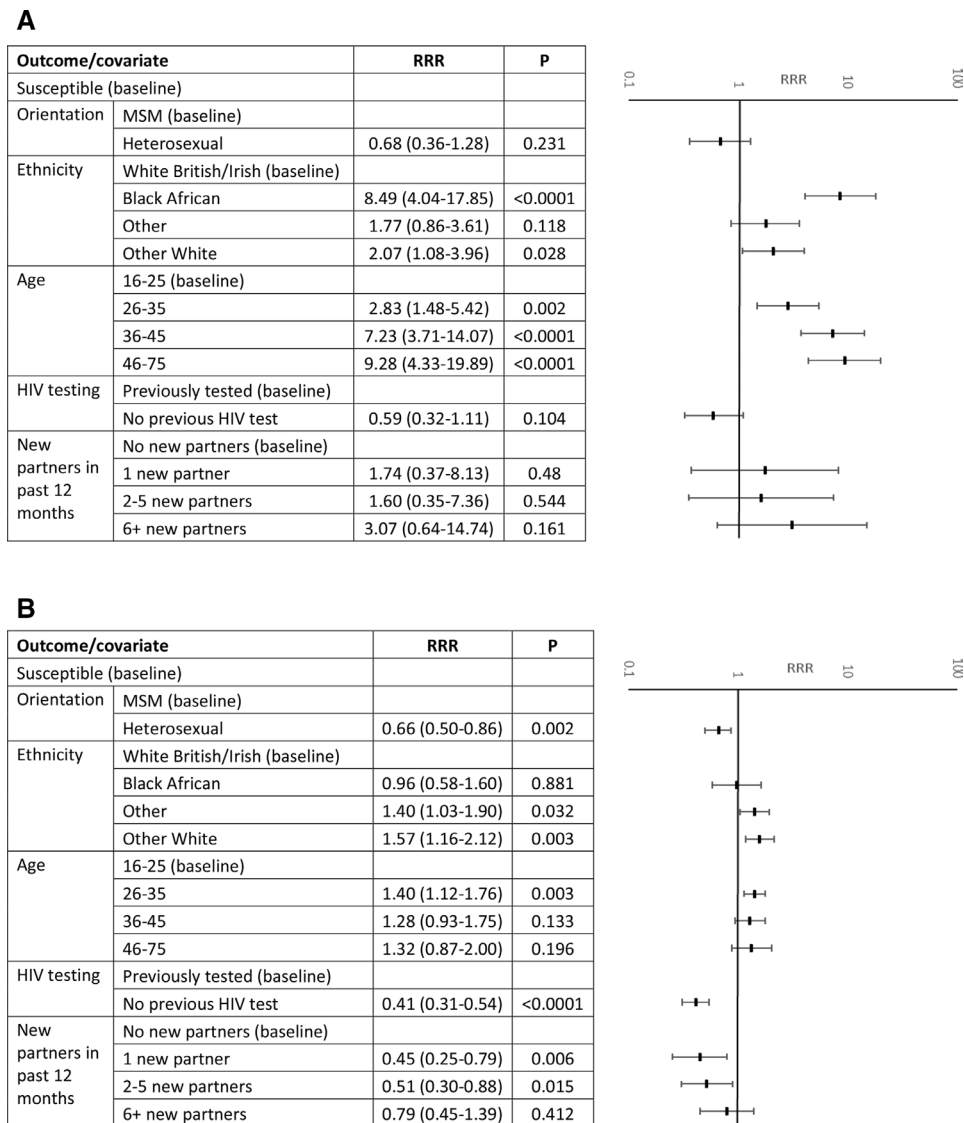 A
Outcome/covariate RRR P
Susceptible (baseline)
Orientation MSM (baseline)
Heterosexual 0.68 (0.36-1.28) 0.231
Ethnicity White British/Irish (baseline)
Black African 8.49 (4.04-17.85) <0.0001
Other 1.77 (0.86-3.61) 0.118
Other White 2.07 (1.08-3.96) 0.028
Age 16-25 (baseline)
26-35 2.83 (1.48-5.42) 0.002
36-45 7.23 (3.71-14.07) <0.0001
46-75 9.28 (4.33-19.89) <0.0001
HIV testing Previously tested (baseline)
No previous HIV test 0.59 (0.32-1.11) 0.104
New partners in past 12 months No new partners (baseline)
1 new partner 1.74 (0.37-8.13) 0.48
2-5 new partners 1.60 (0.35-7.36) 0.544
6+ new partners 3.07 (0.64-14.74) 0.161
0.1 1 RRR 10 100
B
Outcome/covariate RRR P
Susceptible (baseline)
Orientation MSM (baseline)
Heterosexual 0.66 (0.50-0.86) 0.002
Ethnicity White British/Irish (baseline)
Black African 0.96 (0.58-1.60) 0.881
Other 1.40 (1.03-1.90) 0.032
Other White 1.57 (1.16-2.12) 0.003
Age 16-25 (baseline)
26-35 1.40 (1.12-1.76) 0.003
36-45 1.28 (0.93-1.75) 0.133
46-75 1.32 (0.87-2.00) 0.196
HIV testing Previously tested (baseline)
No previous HIV test 0.41 (0.31-0.54) <0.0001
New partners in past 12 months No new partners (baseline)
1 new partner 0.45 (0.25-0.79) 0.006
2-5 new partners 0.51 (0.30-0.88) 0.015
6+ new partners 0.79 (0.45-1.39) 0.412
0.1 1 RRR 10 100